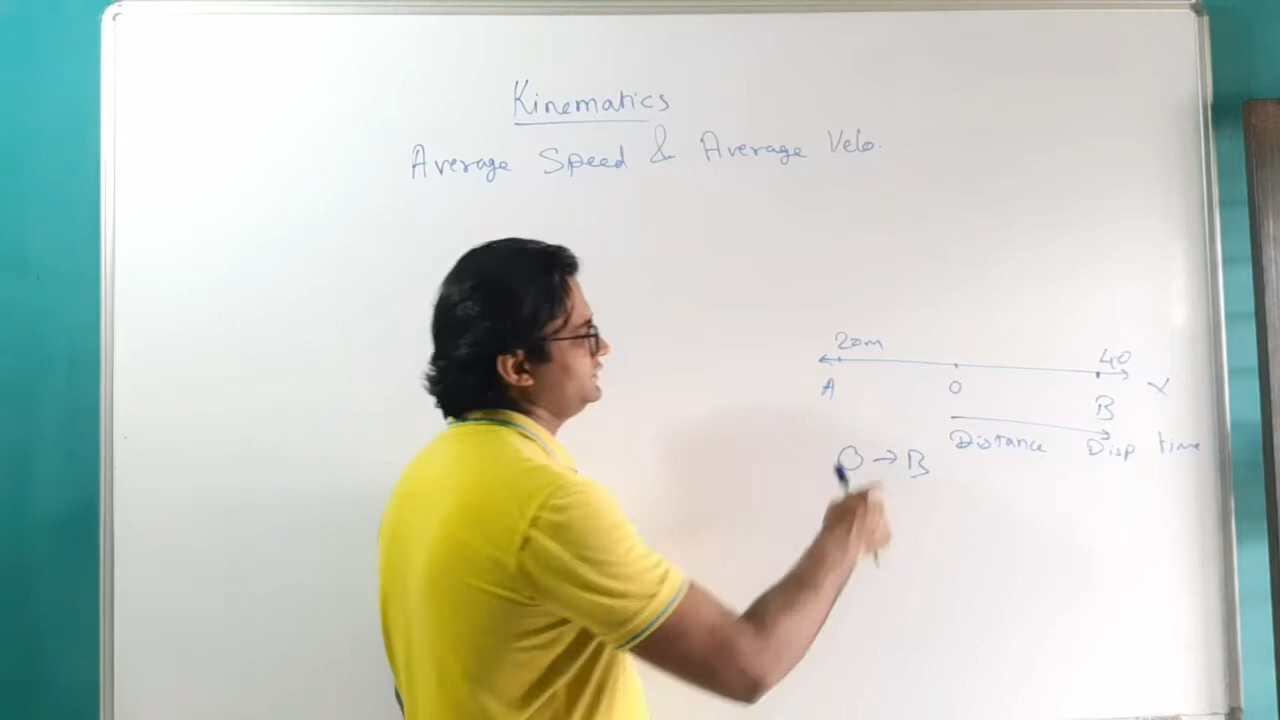 Kinematics
Average Speed & Average Velo.
20m 40
A O B X
Distance Disp time
O → B